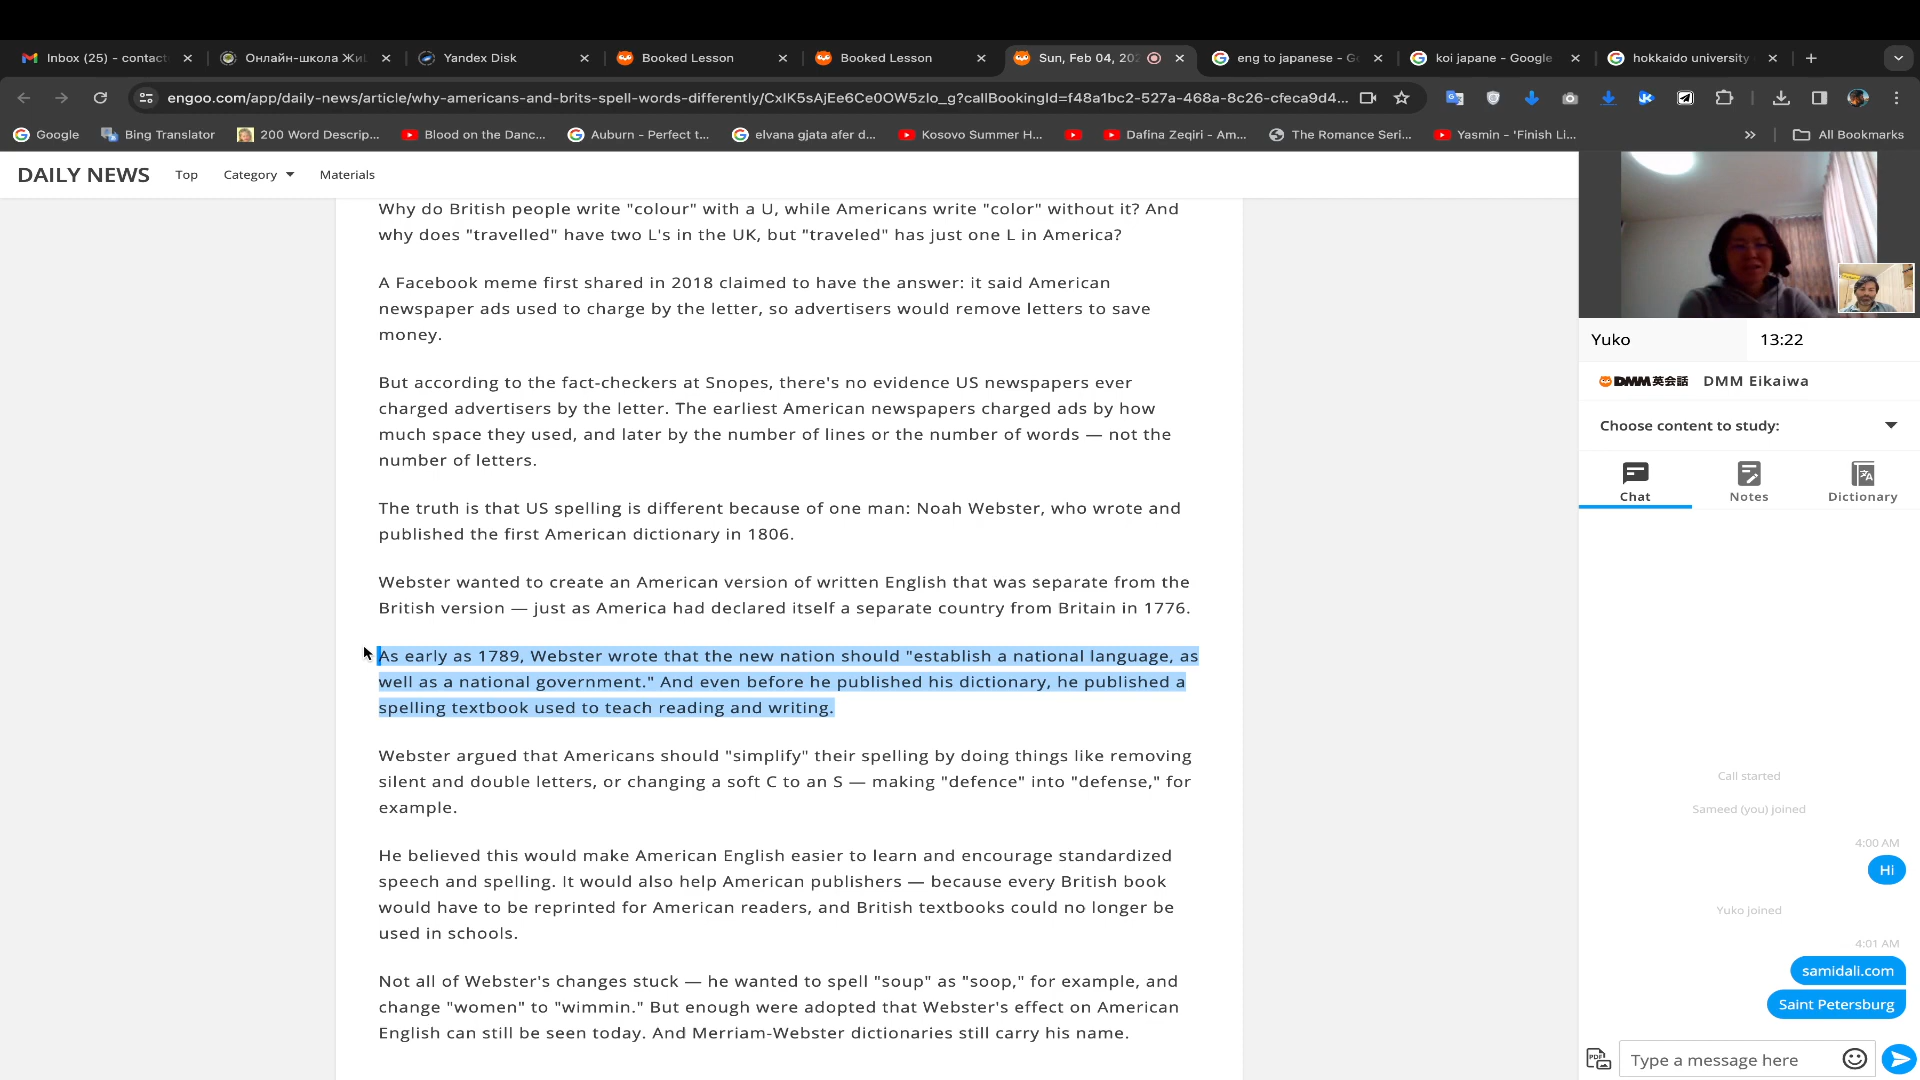 Inbox (25) - contact
Онлайн-школа Жи
Yandex Disk
Booked Lesson
Booked Lesson
Sun, Feb 04, 202
eng to japanese - G
koi japane - Google
hokkaido university
engoo.com/app/daily-news/article/why-americans-and-brits-spell-words-differently/CxIK5sAjEe6Ce0OW5zIo_g?callBookingId=f48a1bc2-527a-468a-8c26-cfeca9d4...
Google
Bing Translator
200 Word Descrip...
Blood on the Danc...
Auburn - Perfect t...
elvana gjata afer d...
Kosovo Summer H...
Dafina Zeqiri - Am...
The Romance Seri...
Yasmin - 'Finish Li...
All Bookmarks
DAILY NEWS
Top
Category
Materials
Why do British people write "colour" with a U, while Americans write "color" without it? And
why does "travelled" have two L's in the UK, but "traveled" has just one L in America?
A Facebook meme first shared in 2018 claimed to have the answer: it said American
newspaper ads used to charge by the letter, so advertisers would remove letters to save
money.
But according to the fact-checkers at Snopes, there's no evidence US newspapers ever
charged advertisers by the letter. The earliest American newspapers charged ads by how
much space they used, and later by the number of lines or the number of words — not the
number of letters.
The truth is that US spelling is different because of one man: Noah Webster, who wrote and
published the first American dictionary in 1806.
Webster wanted to create an American version of written English that was separate from the
British version — just as America had declared itself a separate country from Britain in 1776.
As early as 1789, Webster wrote that the new nation should "establish a national language, as
well as a national government." And even before he published his dictionary, he published a
spelling textbook used to teach reading and writing.
Webster argued that Americans should "simplify" their spelling by doing things like removing
silent and double letters, or changing a soft C to an S — making "defence" into "defense," for
example.
He believed this would make American English easier to learn and encourage standardized
speech and spelling. It would also help American publishers — because every British book
would have to be reprinted for American readers, and British textbooks could no longer be
used in schools.
Not all of Webster's changes stuck — he wanted to spell "soup" as "soop," for example, and
change "women" to "wimmin." But enough were adopted that Webster's effect on American
English can still be seen today. And Merriam-Webster dictionaries still carry his name.
Yuko
13:22
DMM英会話
DMM Eikaiwa
Choose content to study:
Chat
Notes
Dictionary
Call started
Sameed (you) joined
4:00 AM
Hi
Yuko joined
4:01 AM
samidali.com
Saint Petersburg
PDF
Type a message here